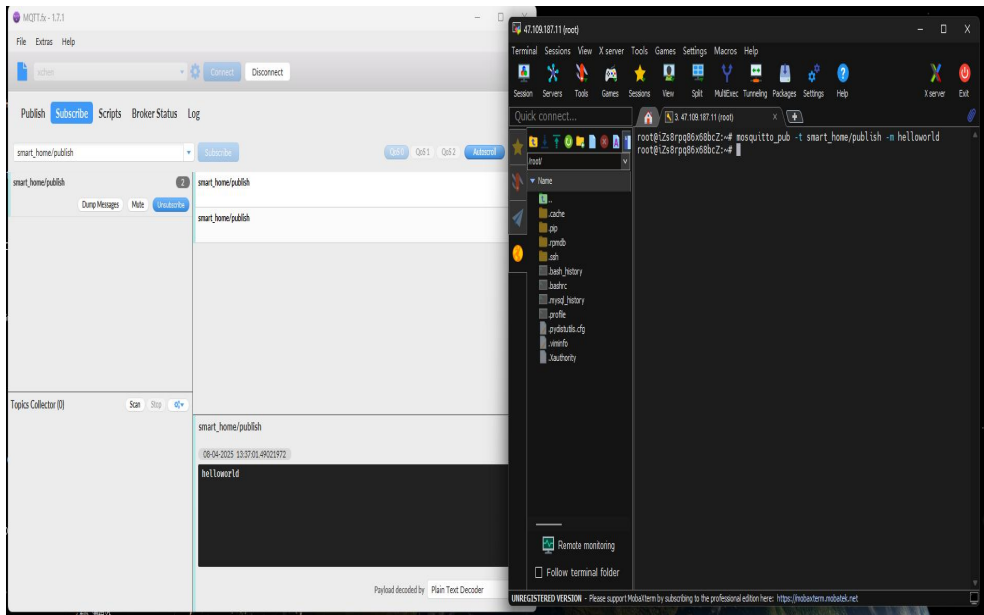 MQTT.fx - 1.7.1
File Extras Help
Connect Disconnect
Publish Subscribe Scripts Broker Status Log
smart_home/publish Subscribe QoS 0 QoS 1 QoS 2 Autoscroll
smart_home/publish 2
Dump Messages Mute Unsubscribe
smart_home/publish
smart_home/publish
Topics Collector (0) Scan Stop
smart_home/publish
08-04-2025 13:37:01.49021972
helloworld
Payload decoded by Plain Text Decoder
47.109.187.11 (root)
Terminal Sessions View X server Tools Games Settings Macros Help
Session Servers Tools Games Sessions View Split MultiExec Tunneling Packages Settings Help X server Exit
Quick connect...
3. 47.109.187.11 (root)
/root/
Name
..
.cache
.pip
.rpmdb
.ssh
.bash_history
.bashrc
.mysql_history
.profile
.pydistutils.cfg
.viminfo
.Xauthority
root@iZs8rpq86x68bcZ:~# mosquitto_pub -t smart_home/publish -m helloworld
root@iZs8rpq86x68bcZ:~#
Remote monitoring
Follow terminal folder
UNREGISTERED VERSION - Please support MobaXterm by subscribing to the professional edition here: https://mobaxterm.mobatek.net